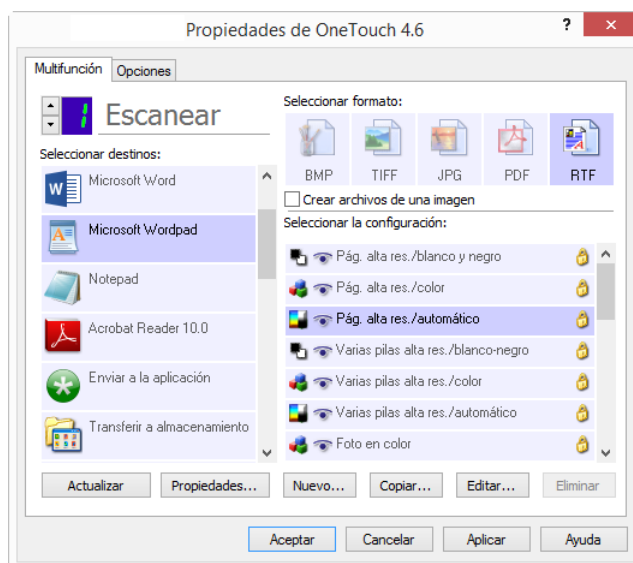 Propiedades de OneTouch 4.6
?
Multifunción
Opciones
1
Escanear
Seleccionar destinos:
Microsoft Word
Microsoft Wordpad
Notepad
Acrobat Reader 10.0
Enviar a la aplicación
Transferir a almacenamiento
Seleccionar formato:
BMP TIFF JPG PDF RTF
Crear archivos de una imagen
Seleccionar la configuración:
Pág. alta res./blanco y negro
Pág. alta res./color
Pág. alta res./automático
Varias pilas alta res./blanco-negro
Varias pilas alta res./color
Varias pilas alta res./automático
Foto en color
Actualizar Propiedades... Nuevo... Copiar... Editar... Eliminar
Aceptar Cancelar Aplicar Ayuda